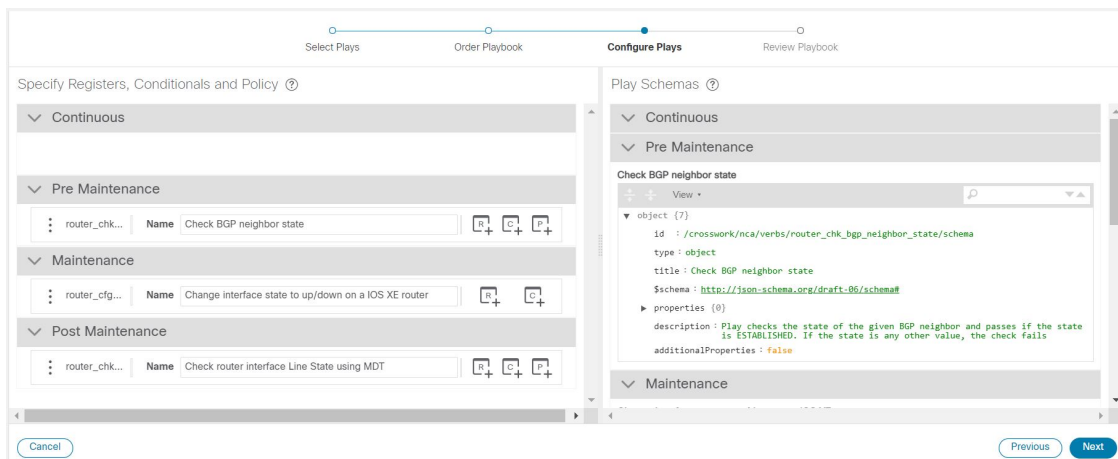 Select Plays
Order Playbook
Configure Plays
Review Playbook
Specify Registers, Conditionals and Policy ?
Continuous
Pre Maintenance
router_chk... Name Check BGP neighbor state R C P
Maintenance
router_cfg... Name Change interface state to up/down on a IOS XE router R C
Post Maintenance
router_chk... Name Check router interface Line State using MDT R C P
Play Schemas ?
Continuous
Pre Maintenance
Check BGP neighbor state
View
object {7}
id : /crosswork/nca/verbs/router_chk_bgp_neighbor_state/schema
type : object
title : Check BGP neighbor state
$schema : http://json-schema.org/draft-06/schema#
properties {0}
description : Play checks the state of the given BGP neighbor and passes if the state
is ESTABLISHED. If the state is any other value, the check fails
additionalProperties : false
Maintenance
Cancel
Previous
Next